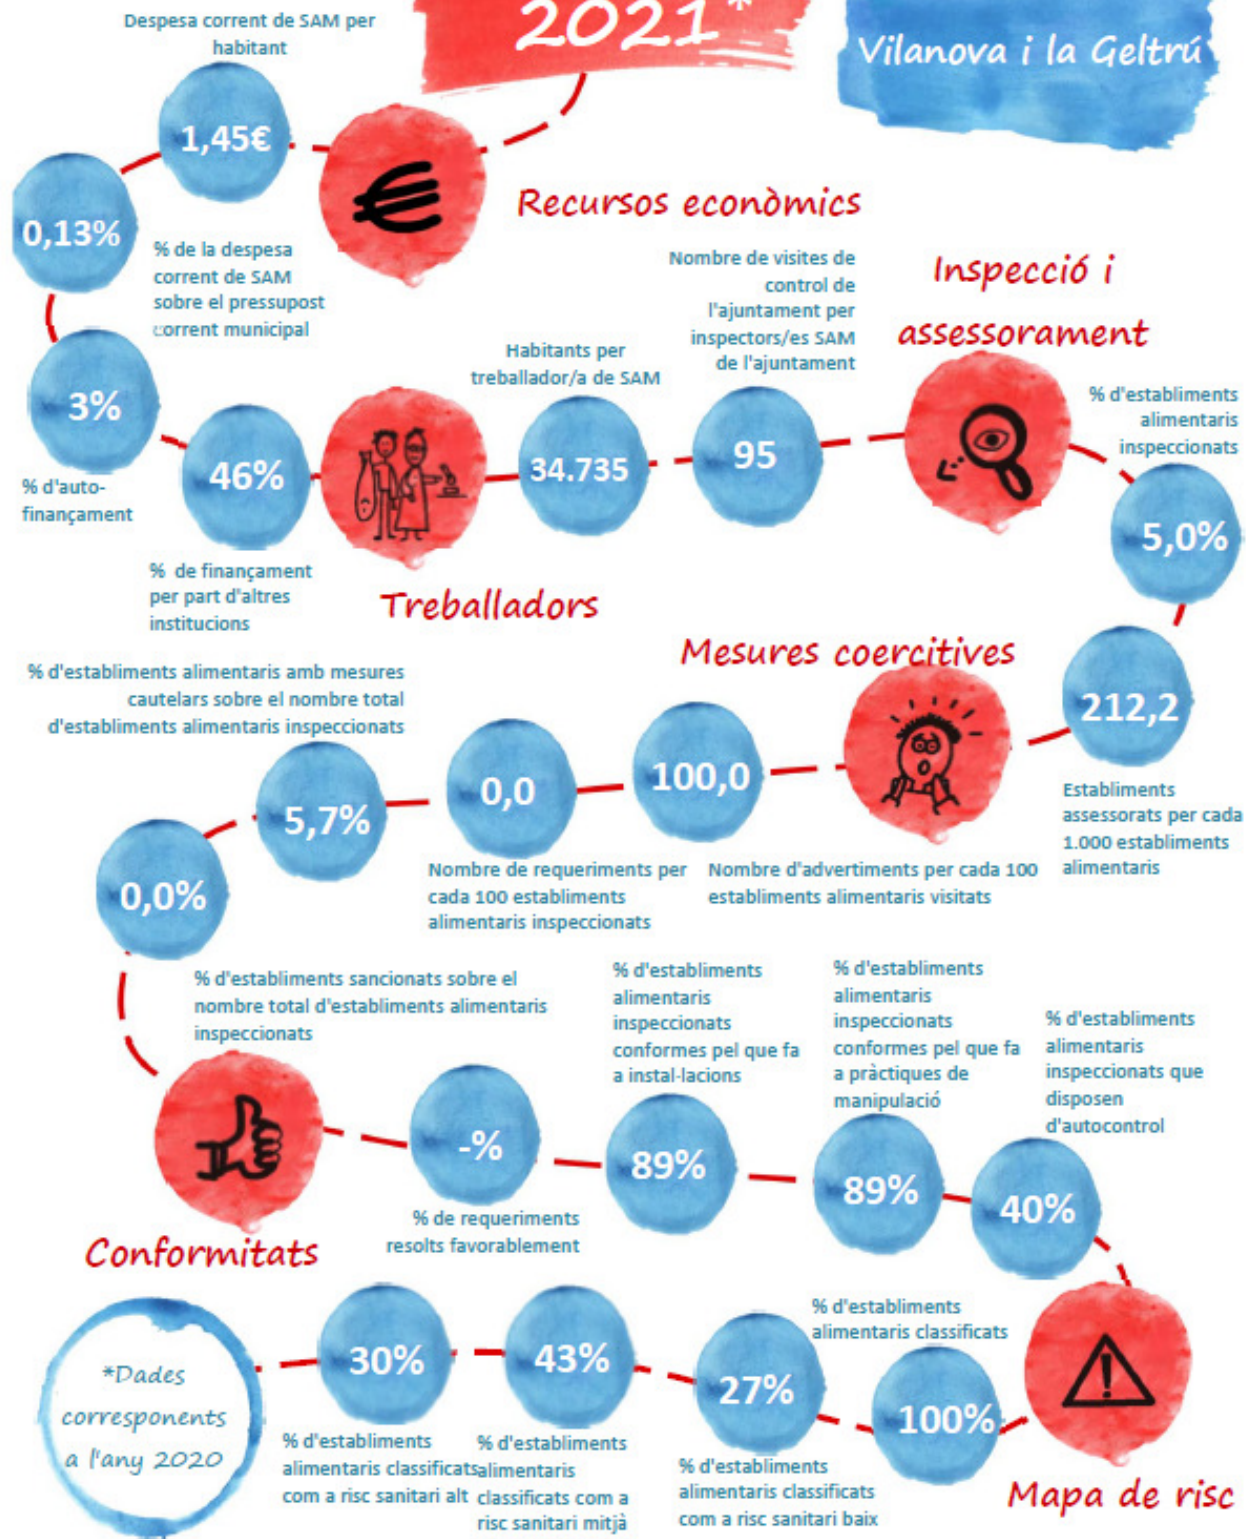 2021*
Vilanova i la Geltrú
Despesa corrent de SAM per
habitant
1,45€
Recursos econòmics
0,13%
% de la despesa
corrent de SAM
sobre el pressupost
corrent municipal
3%
% d'auto-
finançament
46%
% de finançament
per part d'altres
institucions
Treballadors
Habitants per
treballador/a de SAM
34.735
Nombre de visites de
control de
l'ajuntament per
inspectors/es SAM
de l'ajuntament
95
Inspecció i
assessorament
% d'establiments
alimentaris
inspeccionats
5,0%
212,2
Establiments
assessorats per cada
1.000 establiments
alimentaris
Mesures coercitives
100,0
Nombre d'advertiments per cada 100
establiments alimentaris visitats
0,0
Nombre de requeriments per
cada 100 establiments
alimentaris inspeccionats
% d'establiments alimentaris amb mesures
cautelars sobre el nombre total
d'establiments alimentaris inspeccionats
5,7%
0,0%
% d'establiments sancionats sobre el
nombre total d'establiments alimentaris
inspeccionats
Conformitats
-%
% de requeriments
resolts favorablement
% d'establiments
alimentaris
inspeccionats
conformes pel que fa
a instal·lacions
89%
% d'establiments
alimentaris
inspeccionats
conformes pel que fa
a pràctiques de
manipulació
89%
% d'establiments
alimentaris
inspeccionats que
disposen
d'autocontrol
40%
Mapa de risc
% d'establiments
alimentaris classificats
100%
27%
% d'establiments
alimentaris classificats
com a risc sanitari baix
43%
% d'establiments
alimentaris
classificats com a
risc sanitari mitjà
30%
% d'establiments
alimentaris classificats
com a risc sanitari alt
*Dades
corresponents
a l'any 2020